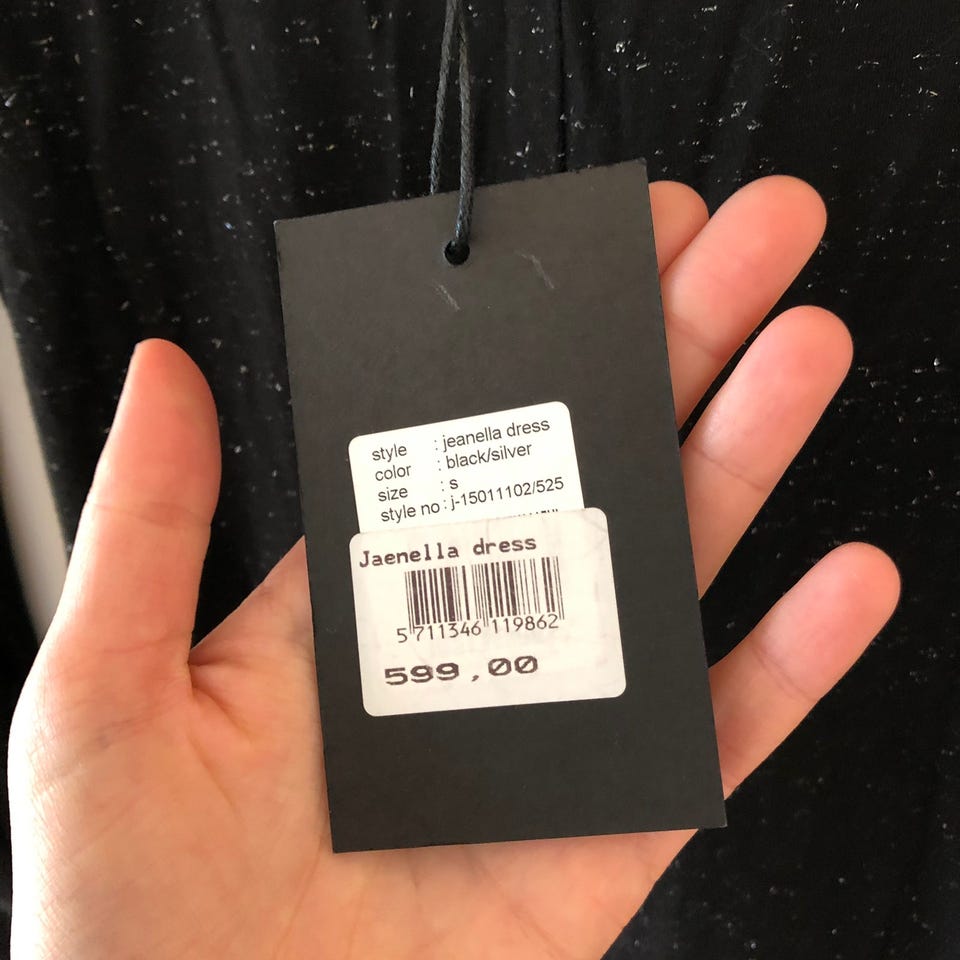 style : jeanella dress
color : black/silver
size : s
style no : j-15011102/525
Jaenella dress
5 711346 119862
599,00